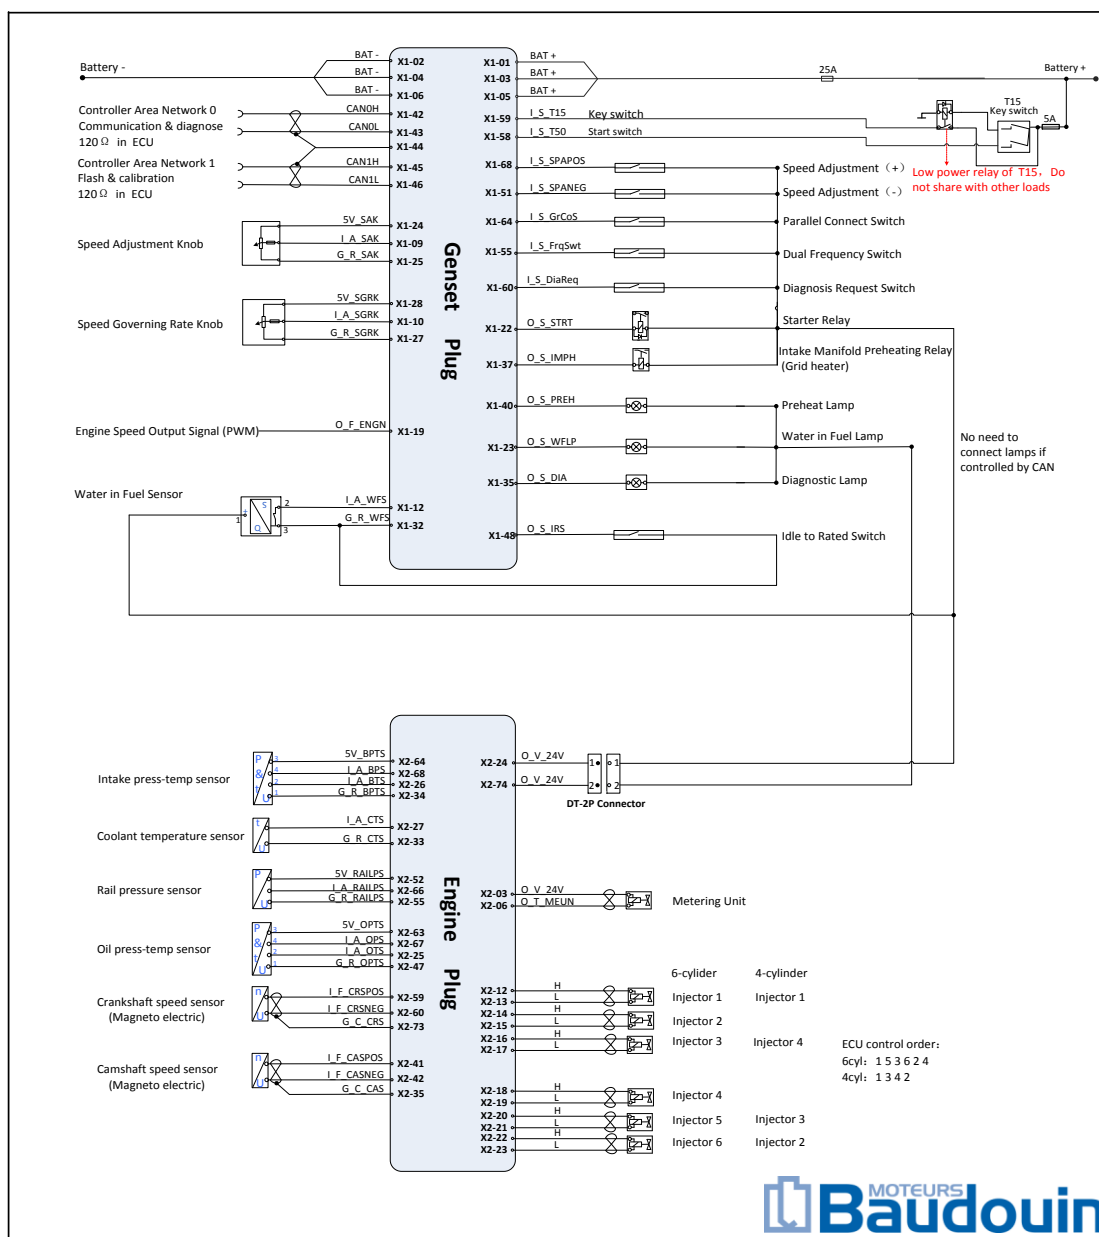 BAT -
X1-02
Battery -
BAT -
X1-04
BAT -
X1-06
Controller Area Network 0
CAN0H
X1-42
Communication & diagnose
CAN0L
X1-43
120Ω in ECU
X1-44
Controller Area Network 1
CAN1H
X1-45
Flash & calibration
CAN1L
X1-46
120Ω in ECU
5V_SAK
X1-24
Speed Adjustment Knob
I_A_SAK
X1-09
G_R_SAK
X1-25
5V_SGRK
X1-28
Speed Governing Rate Knob
I_A_SGRK
X1-10
G_R_SGRK
X1-27
Engine Speed Output Signal (PWM)
O_F_ENGN
X1-19
Water in Fuel Sensor
+
1
S
Q
2
3
I_A_WFS
X1-12
G_R_WFS
X1-32
Genset Plug
X1-01
BAT +
X1-03
BAT +
25A
Battery +
X1-05
BAT +
X1-59
I_S_T15
Key switch
T15
Key switch
5A
X1-58
I_S_T50
Start switch
X1-68
I_S_SPAPOS
Speed Adjustment (+)
Low power relay of T15, Do
not share with other loads
X1-51
I_S_SPANEG
Speed Adjustment (-)
X1-64
I_S_GrCoS
Parallel Connect Switch
X1-55
I_S_FrqSwt
Dual Frequency Switch
X1-60
I_S_DiaReq
Diagnosis Request Switch
X1-22
O_S_STRT
Starter Relay
X1-37
O_S_IMPH
Intake Manifold Preheating Relay
(Grid heater)
X1-40
O_S_PREH
Preheat Lamp
X1-23
O_S_WFLP
Water in Fuel Lamp
X1-35
O_S_DIA
Diagnostic Lamp
No need to
connect lamps if
controlled by CAN
X1-48
O_S_IRS
Idle to Rated Switch
Intake press-temp sensor
P
&
t
U
3
4
2
1
5V_BPTS
X2-64
I_A_BPS
X2-68
I_A_BTS
X2-26
G_R_BPTS
X2-34
Coolant temperature sensor
t
U
I_A_CTS
X2-27
G_R_CTS
X2-33
Rail pressure sensor
P
U
5V_RAILPS
X2-52
I_A_RAILPS
X2-66
G_R_RAILPS
X2-55
Oil press-temp sensor
P
&
t
U
3
4
2
1
5V_OPTS
X2-63
I_A_OPS
X2-67
I_A_OTS
X2-25
G_R_OPTS
X2-47
Crankshaft speed sensor
(Magneto electric)
n
U
I_F_CRSPOS
X2-59
I_F_CRSNEG
X2-60
G_C_CRS
X2-73
Camshaft speed sensor
(Magneto electric)
n
U
I_F_CASPOS
X2-41
I_F_CASNEG
X2-42
G_C_CAS
X2-35
Engine Plug
X2-24
O_V_24V
1
1
X2-74
O_V_24V
2
2
DT-2P Connector
X2-03
O_V_24V
X2-06
O_T_MEUN
Metering Unit
6-cylider
4-cylinder
X2-12
H
X2-13
L
Injector 1
Injector 1
X2-14
H
X2-15
L
Injector 2
X2-16
H
X2-17
L
Injector 3
Injector 4
ECU control order:
6cyl: 1 5 3 6 2 4
4cyl: 1 3 4 2
X2-18
H
X2-19
L
Injector 4
X2-20
H
X2-21
L
Injector 5
Injector 3
X2-22
H
X2-23
L
Injector 6
Injector 2
MOTEURS
Baudouin